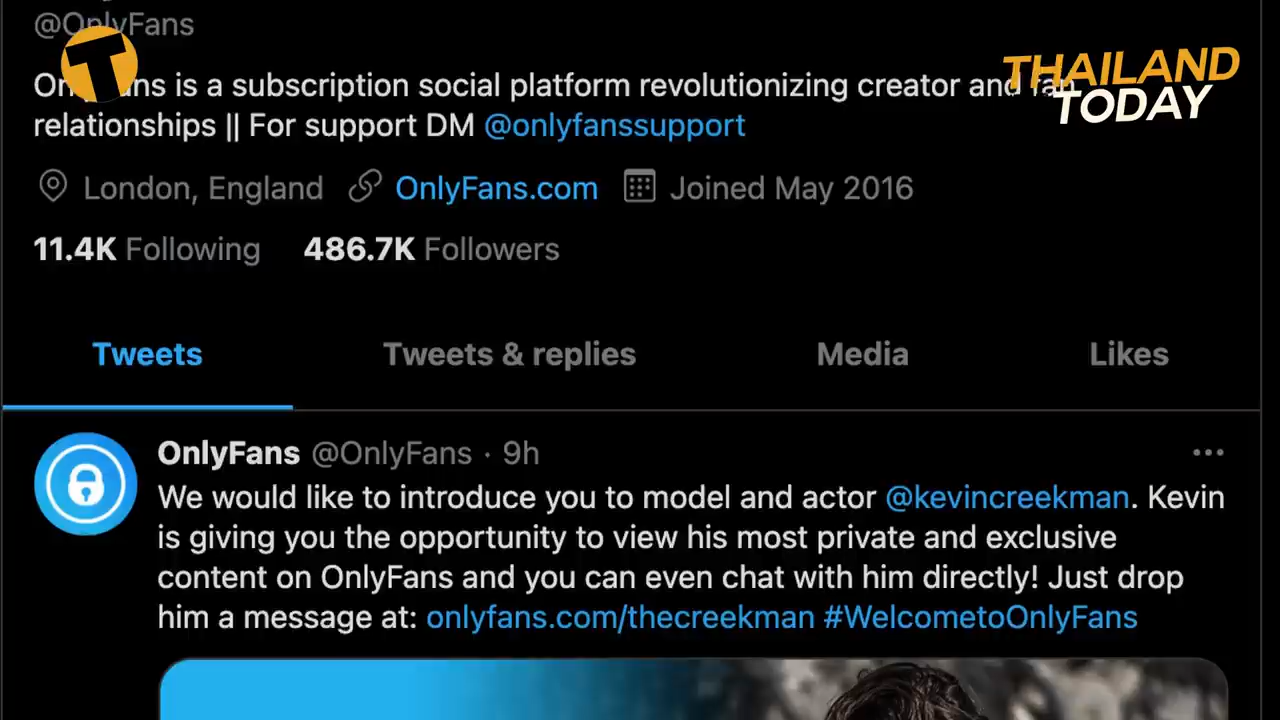 @OnlyFans
THAILAND
TODAY
OnlyFans is a subscription social platform revolutionizing creator and fan
relationships || For support DM @onlyfanssupport
London, England OnlyFans.com Joined May 2016
11.4K Following 486.7K Followers
Tweets Tweets & replies Media Likes
OnlyFans @OnlyFans · 9h
We would like to introduce you to model and actor @kevincreekman. Kevin
is giving you the opportunity to view his most private and exclusive
content on OnlyFans and you can even chat with him directly! Just drop
him a message at: onlyfans.com/thecreekman #WelcometoOnlyFans